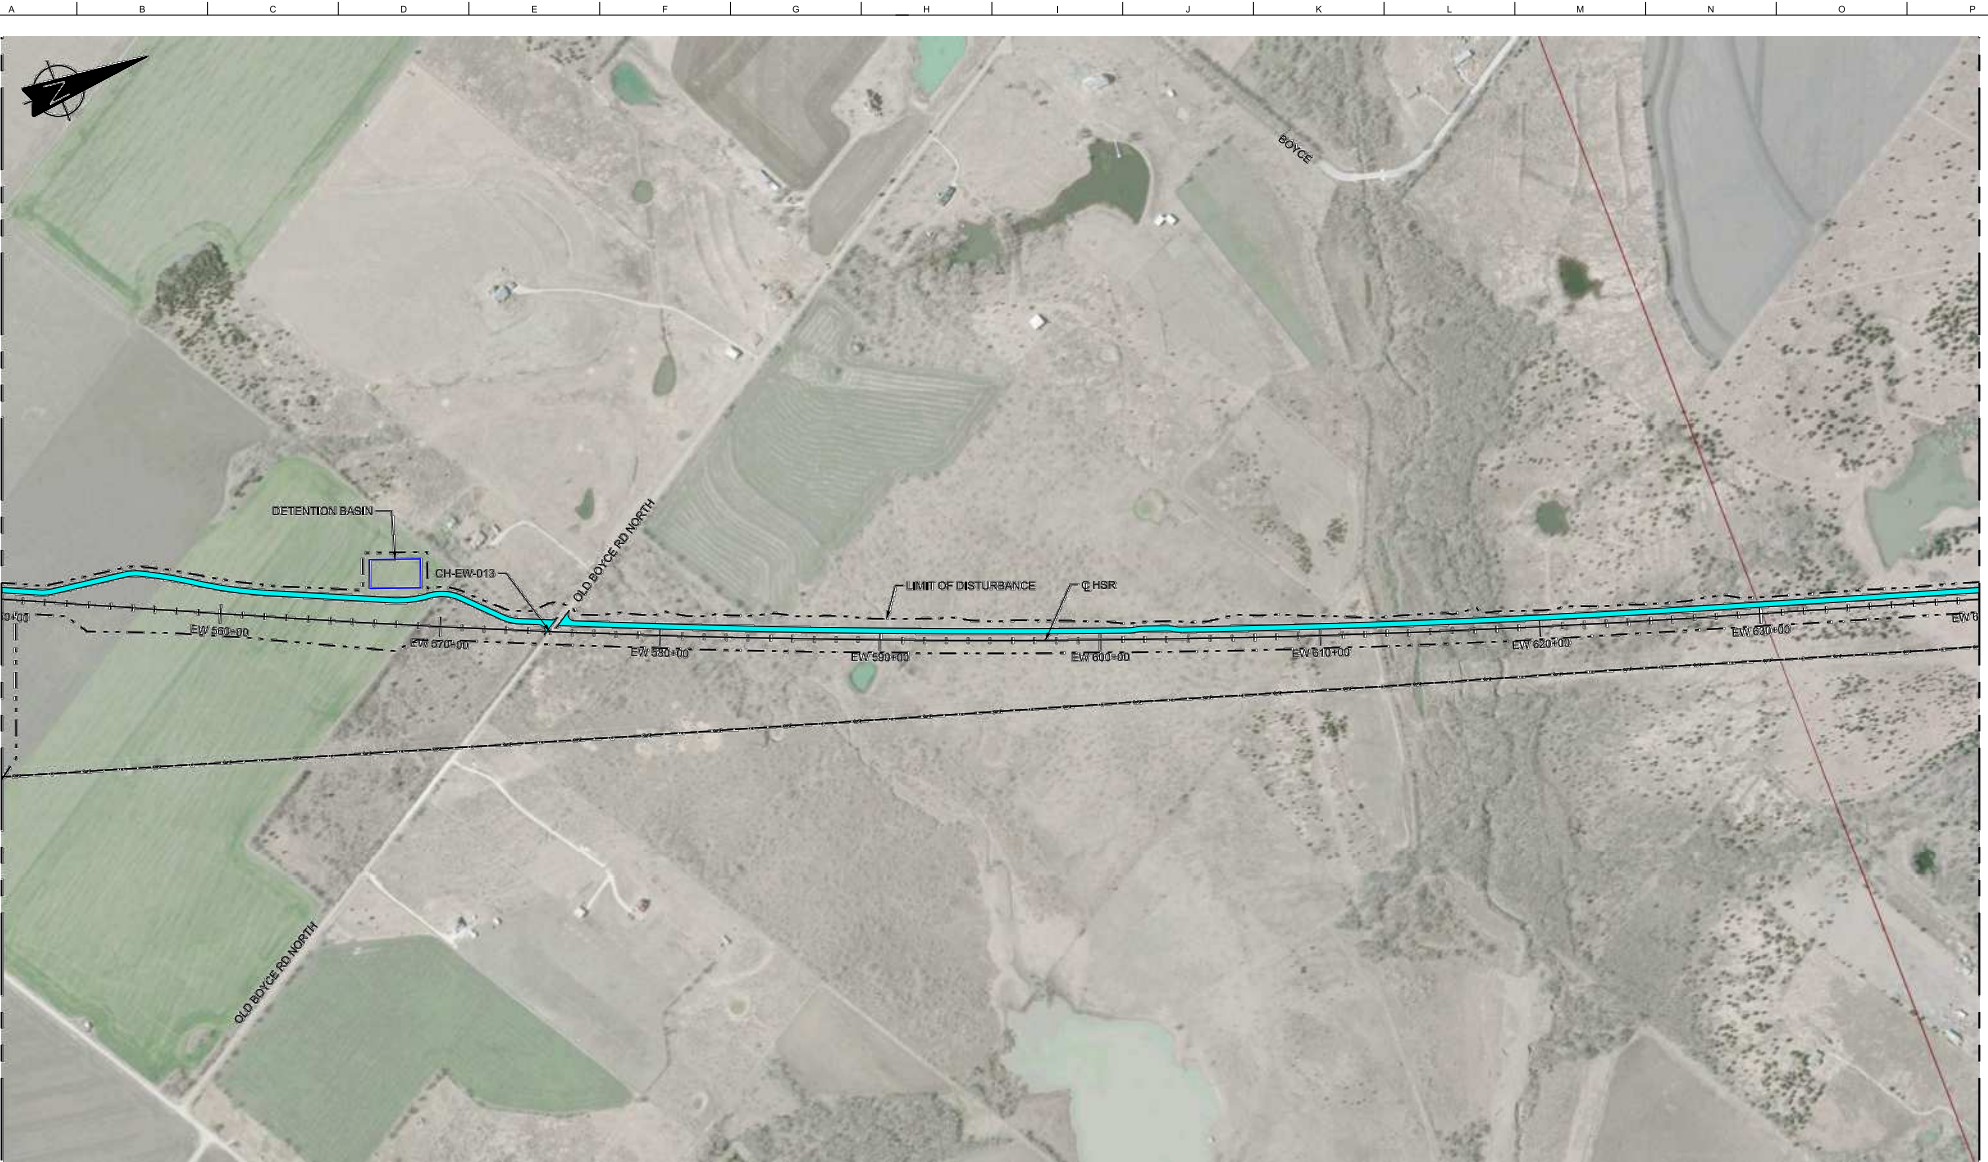 A B C D E F G H I J K L M N O P
Z
BOYCE
OLD BOYCE RD NORTH
DETENTION BASIN
CH-EW-013
LIMIT OF DISTURBANCE
℄ HSR
EW 560+00
EW 570+00
EW 580+00
EW 590+00
EW 600+00
EW 610+00
EW 620+00
EW 630+00
OLD BOYCE RD NORTH